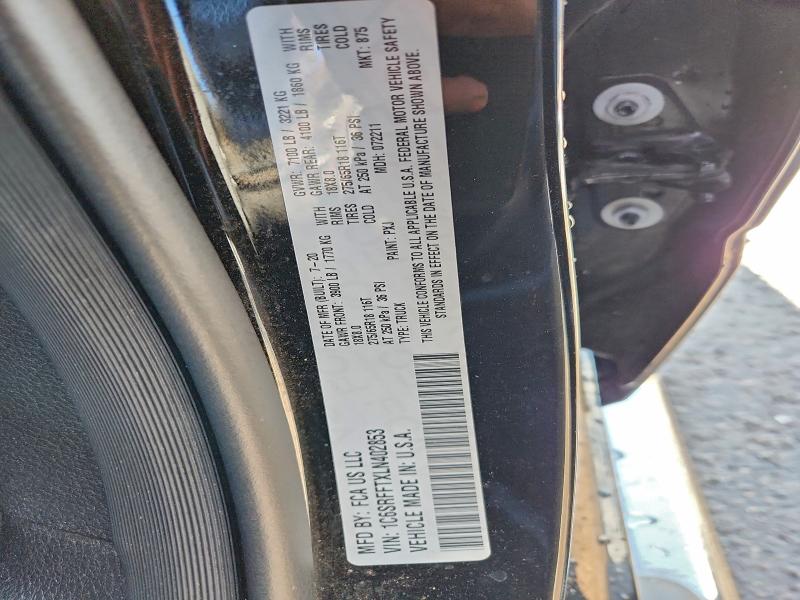 MFD BY: FCA US LLC
VIN: 1C6SRFFTXLN402853
VEHICLE MADE IN: U.S.A.
DATE OF MFR (BUILT): 7-20 GVWR: 7100 LB / 3221 KG
GAWR FRONT: 3900 LB / 1770 KG WITH GAWR REAR: 4100 LB / 1860 KG WITH
18X8.0 RIMS 18X8.0 RIMS
275/65R18 116T TIRES 275/65R18 116T TIRES
AT 250 kPa / 36 PSI COLD AT 250 kPa / 36 PSI COLD
TYPE: TRUCK PAINT: PXJ MDH: 072211 MKT: 875
THIS VEHICLE CONFORMS TO ALL APPLICABLE U.S.A. FEDERAL MOTOR VEHICLE SAFETY
STANDARDS IN EFFECT ON THE DATE OF MANUFACTURE SHOWN ABOVE.